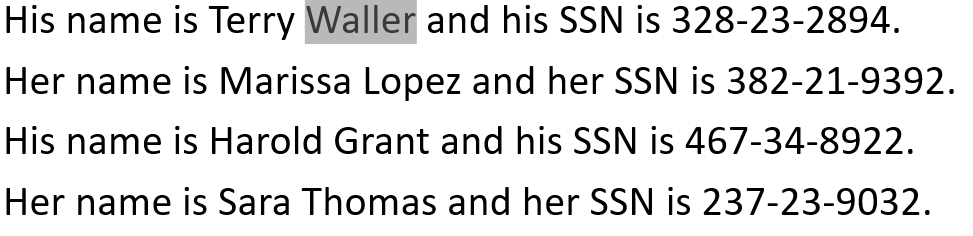 His name is Terry Waller and his SSN is 328-23-2894.
Her name is Marissa Lopez and her SSN is 382-21-9392.
His name is Harold Grant and his SSN is 467-34-8922.
Her name is Sara Thomas and her SSN is 237-23-9032.